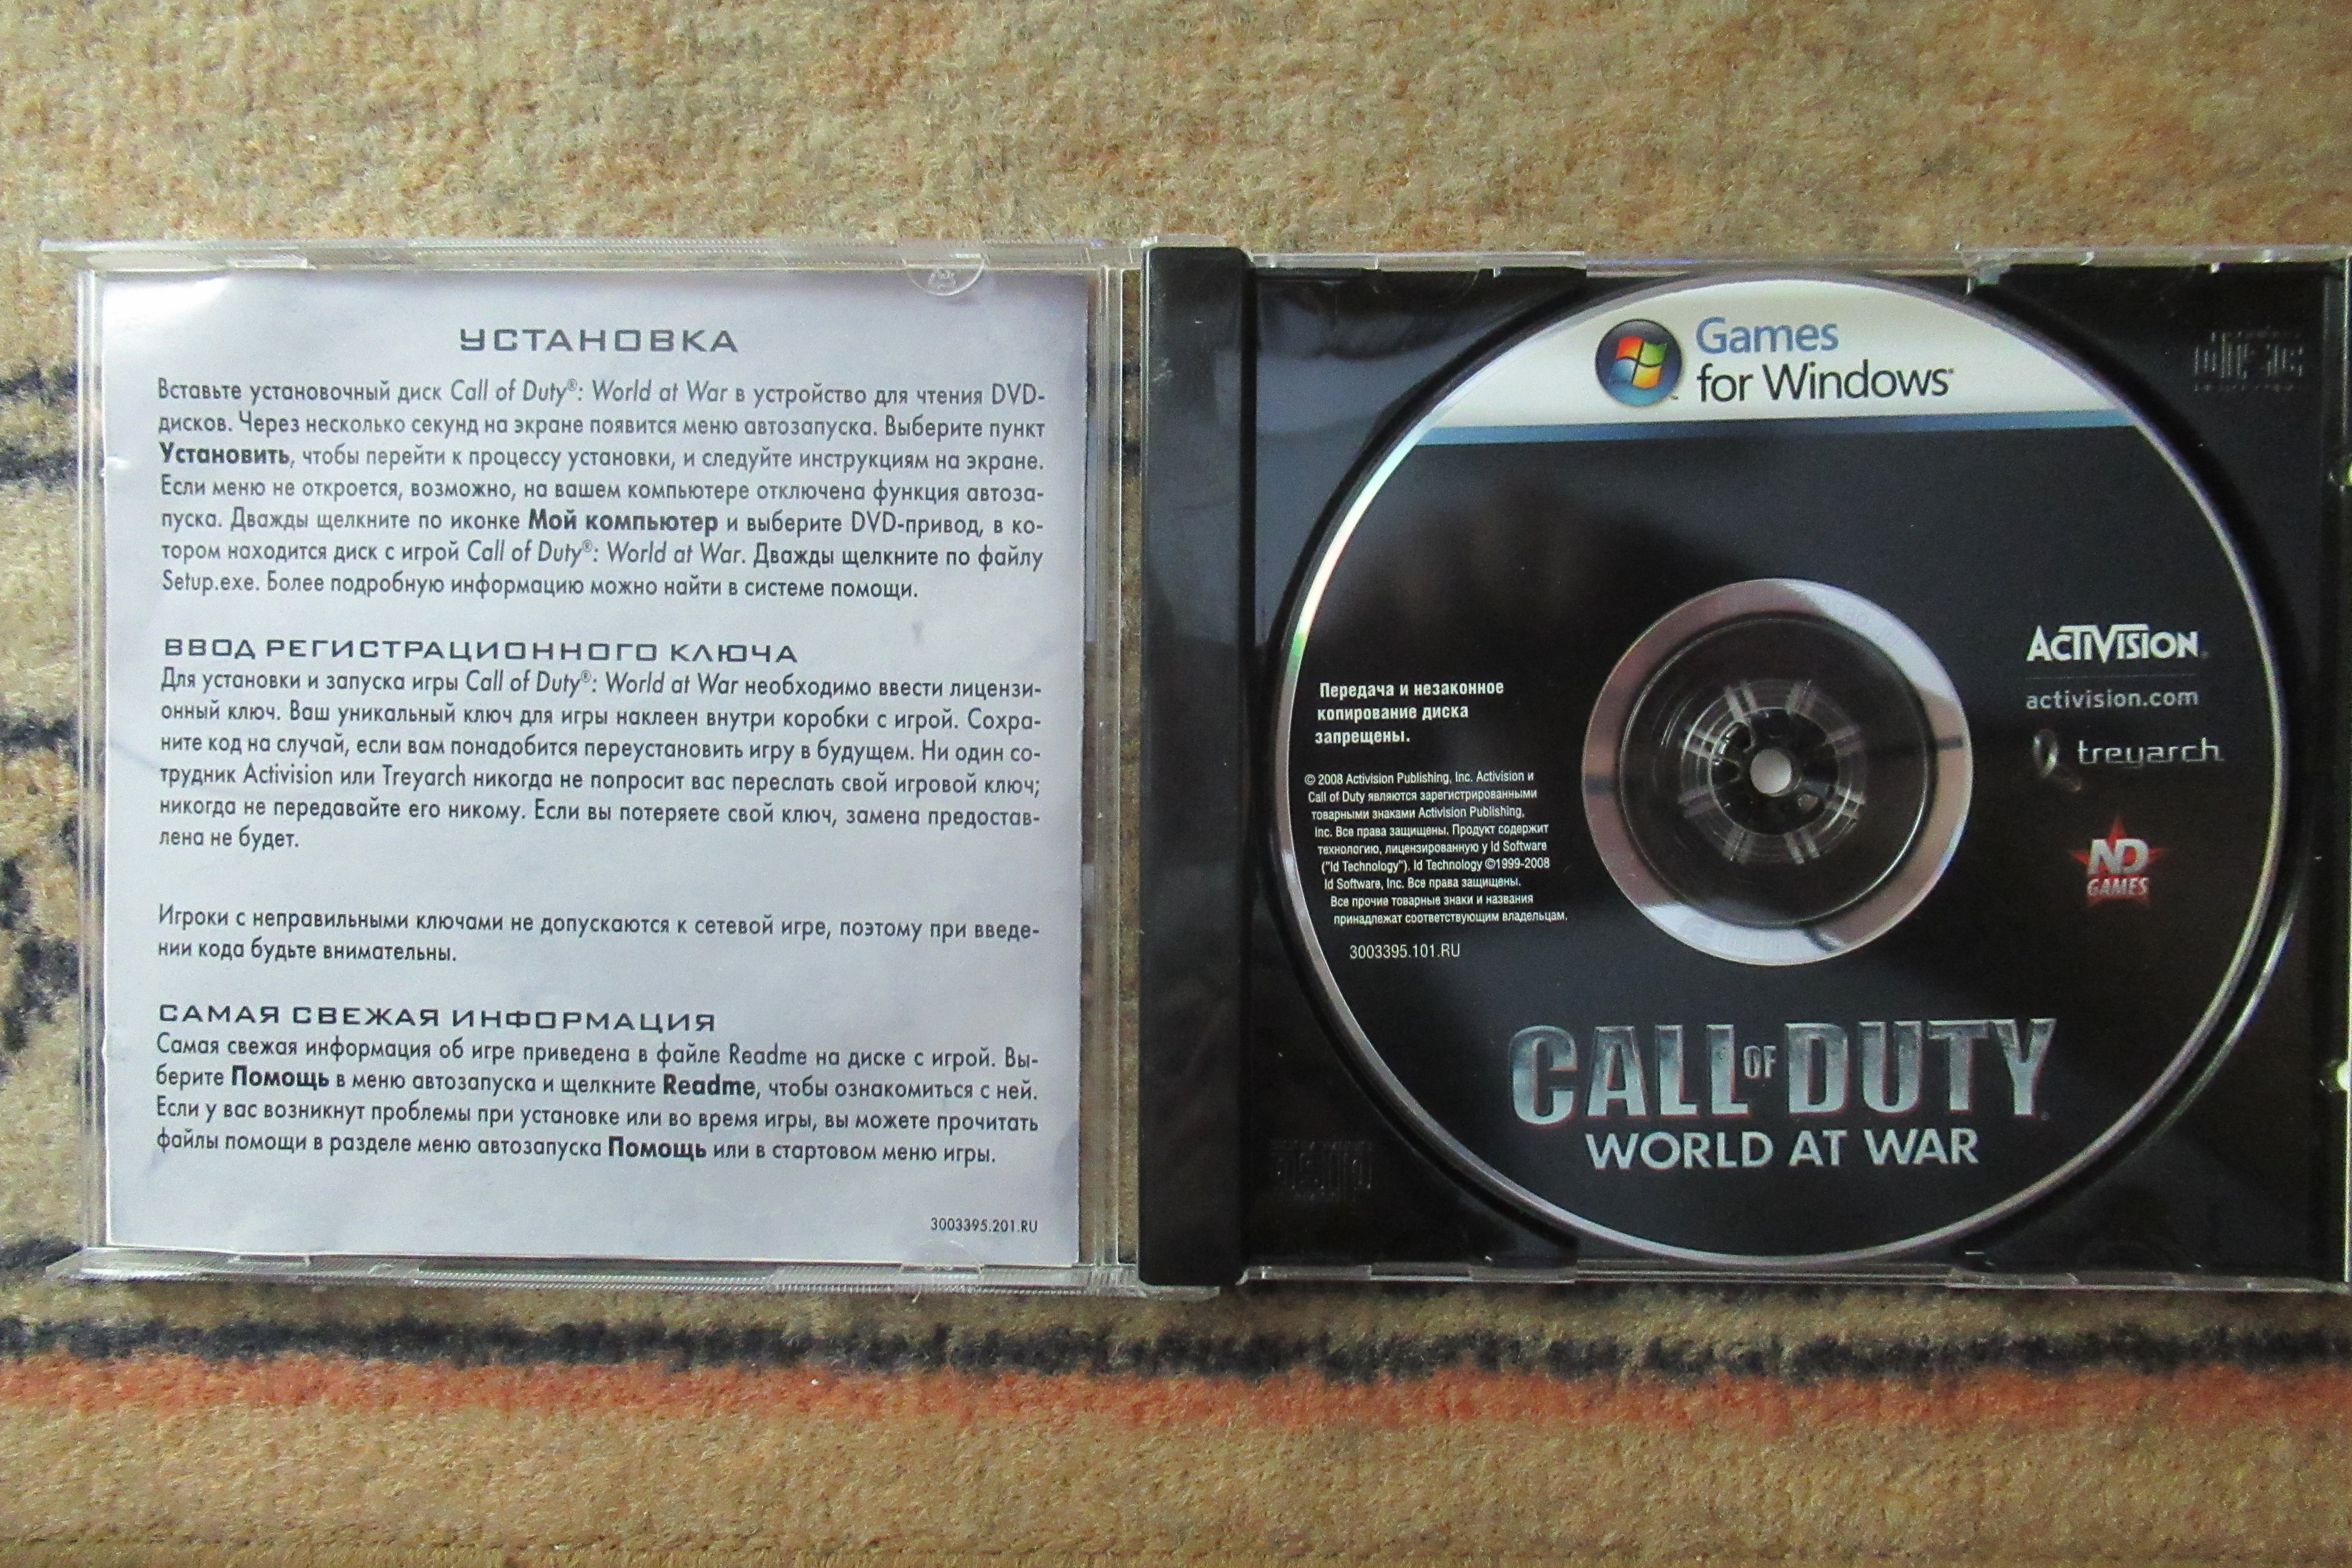 УСТАНОВКА
Вставьте установочный диск Call of Duty®: World at War в устройство для чтения DVD-
дисков. Через несколько секунд на экране появится меню автозапуска. Выберите пункт
Установить, чтобы перейти к процессу установки, и следуйте инструкциям на экране.
Если меню не откроется, возможно, на вашем компьютере отключена функция автоза-
пуска. Дважды щелкните по иконке Мой компьютер и выберите DVD-привод, в ко-
тором находится диск с игрой Call of Duty®: World at War. Дважды щелкните по файлу
Setup.exe. Более подробную информацию можно найти в системе помощи.
ВВОД РЕГИСТРАЦИОННОГО КЛЮЧА
Для установки и запуска игры Call of Duty®: World at War необходимо ввести лицензи-
онный ключ. Ваш уникальный ключ для игры наклеен внутри коробки с игрой. Сохра-
ните код на случай, если вам понадобится переустановить игру в будущем. Ни один со-
трудник Activision или Treyarch никогда не попросит вас переслать свой игровой ключ;
никогда не передавайте его никому. Если вы потеряете свой ключ, замена предостав-
лена не будет.
Игроки с неправильными ключами не допускаются к сетевой игре, поэтому при введе-
нии кода будьте внимательны.
САМАЯ СВЕЖАЯ ИНФОРМАЦИЯ
Самая свежая информация об игре приведена в файле Readme на диске с игрой. Вы-
берите Помощь в меню автозапуска и щелкните Readme, чтобы ознакомиться с ней.
Если у вас возникнут проблемы при установке или во время игры, вы можете прочитать
файлы помощи в разделе меню автозапуска Помощь или в стартовом меню игры.
3003395.201.RU
Games
for Windows®
Передача и незаконное
копирование диска
запрещены.
© 2008 Activision Publishing, Inc. Activision и
Call of Duty являются зарегистрированными
товарными знаками Activision Publishing,
Inc. Все права защищены. Продукт содержит
технологию, лицензированную у Id Software
("Id Technology"). Id Technology ©1999-2008
Id Software, Inc. Все права защищены.
Все прочие товарные знаки и названия
принадлежат соответствующим владельцам.
3003395.101.RU
ACTIVISION
activision.com
treyarch
ND
GAMES
CALL OF DUTY
WORLD AT WAR